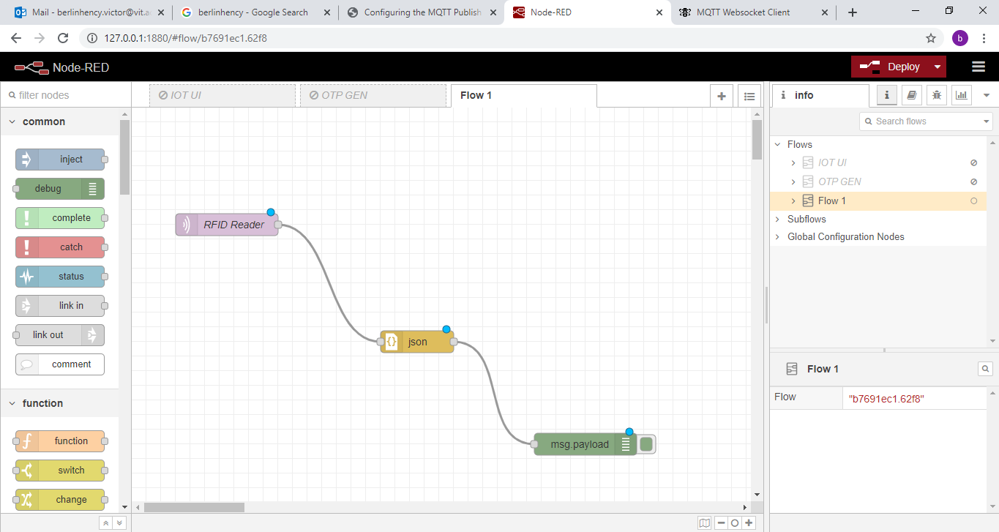 Mail - berlinhency.victor@vit.a
berlinhency - Google Search
Configuring the MQTT Publish
Node-RED
MQTT Websocket Client
127.0.0.1:1880/#flow/b7691ec1.62f8
b
Node-RED
Deploy
filter nodes
IOT UI
OTP GEN
Flow 1
i info
i
Search flows
common
inject
debug
complete
catch
status
link in
link out
comment
function
function
switch
change
RFID Reader
json
msg.payload
Flows
IOT UI
OTP GEN
Flow 1
Subflows
Global Configuration Nodes
Flow 1
Flow
"b7691ec1.62f8"